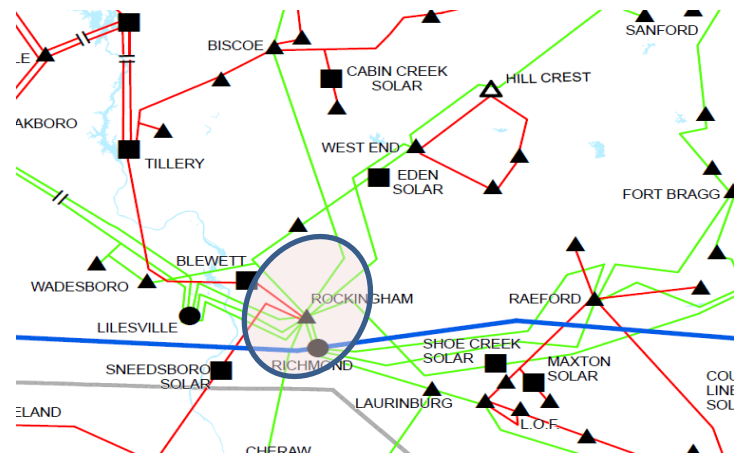 SANFORD
BISCOE
LE
CABIN CREEK
SOLAR
HILL CREST
AKBORO
WEST END
TILLERY
EDEN
SOLAR
FORT BRAGG
BLEWETT
WADESBORO
ROCKINGHAM
RAEFORD
LILESVILLE
SHOE CREEK
SOLAR
SNEEDSBORO
SOLAR
RICHMOND
MAXTON
SOLAR
COU
LINE
SOL
LAURINBURG
ELAND
L.O.F.
CHERAW